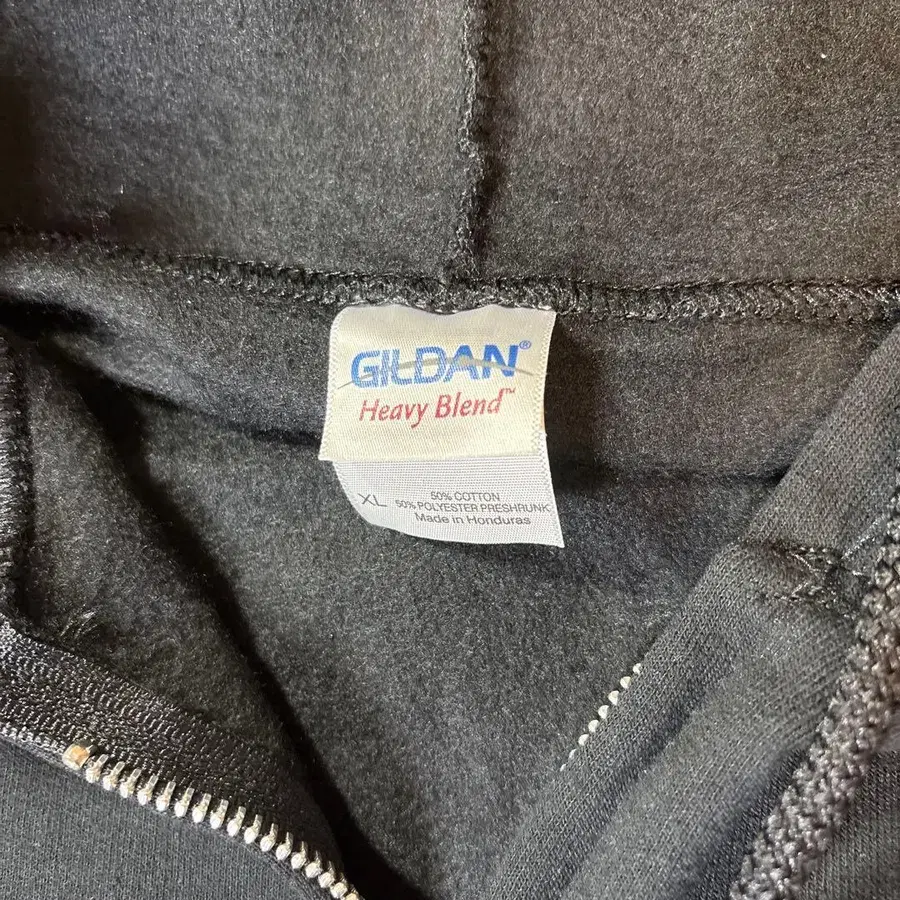 GILDAN®
Heavy Blend™
XL
50% COTTON
50% POLYESTER PRESHRUNK
Made in Honduras